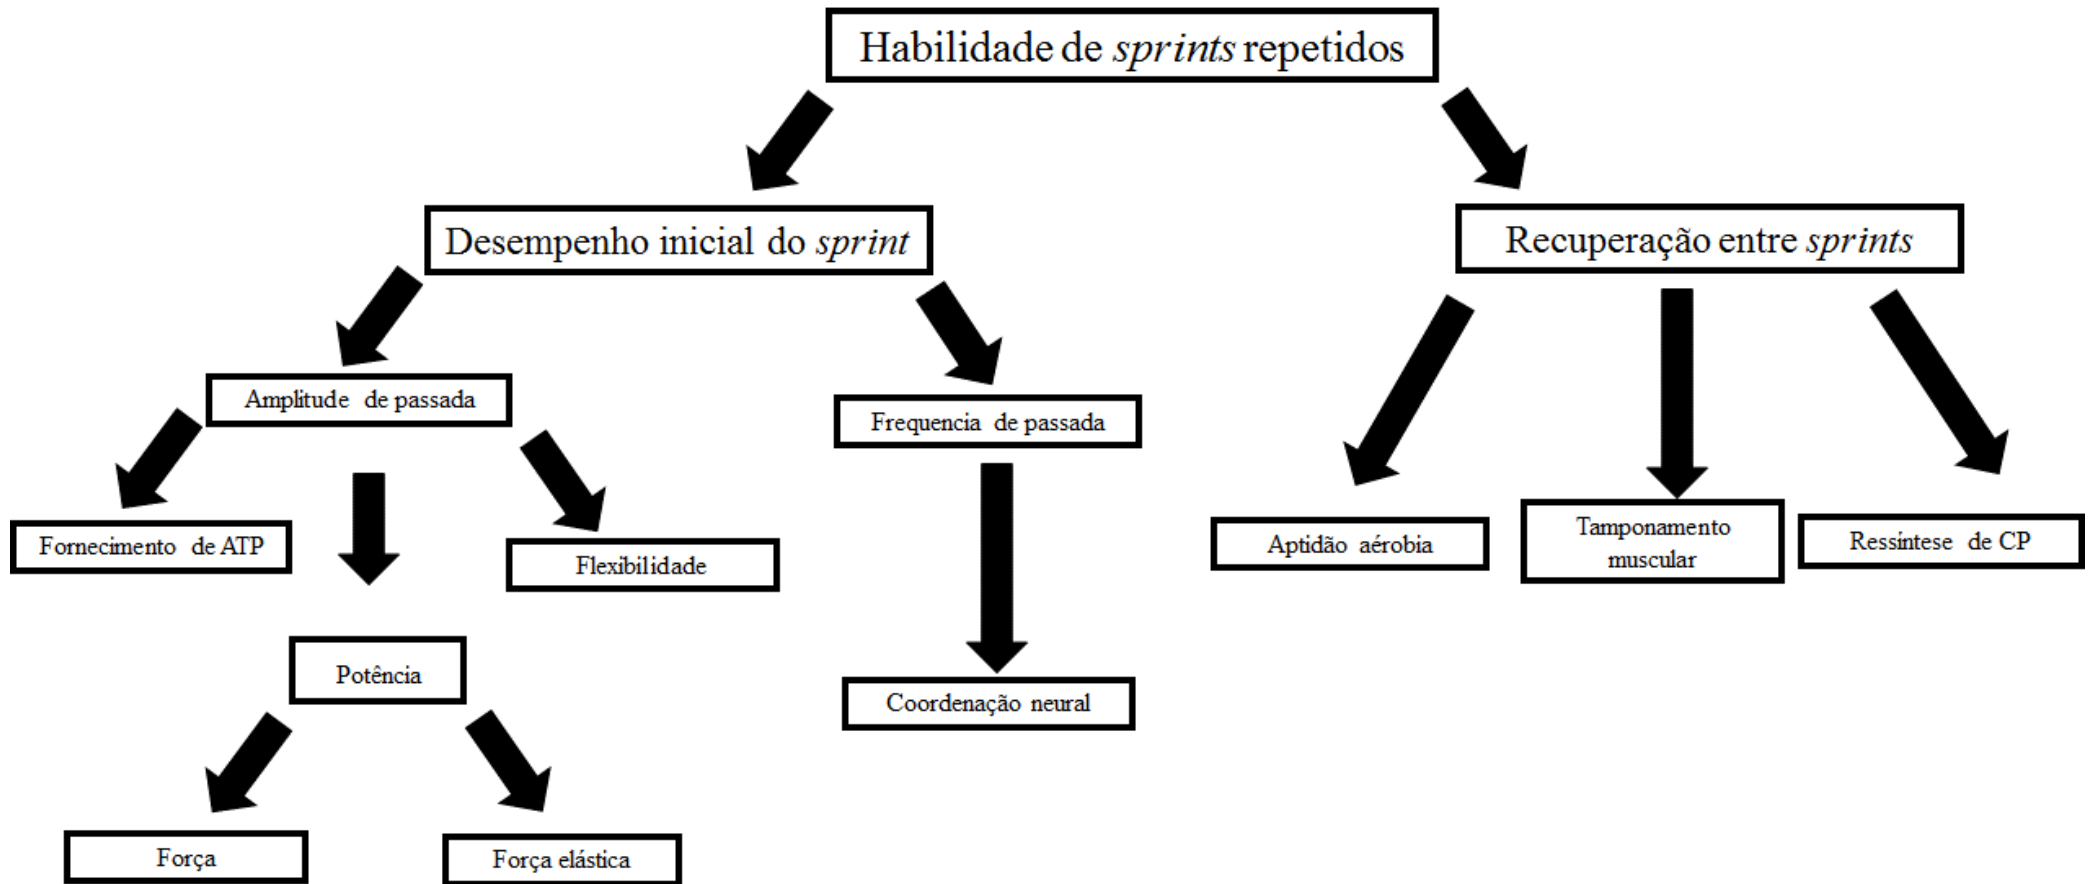 Habilidade de sprints repetidos
Desempenho inicial do sprint
Recuperação entre sprints
Amplitude de passada
Frequencia de passada
Fornecimento de ATP
Flexibilidade
Aptidão aérobia
Tamponamento
muscular
Ressíntese de CP
Potência
Coordenação neural
Força
Força elástica